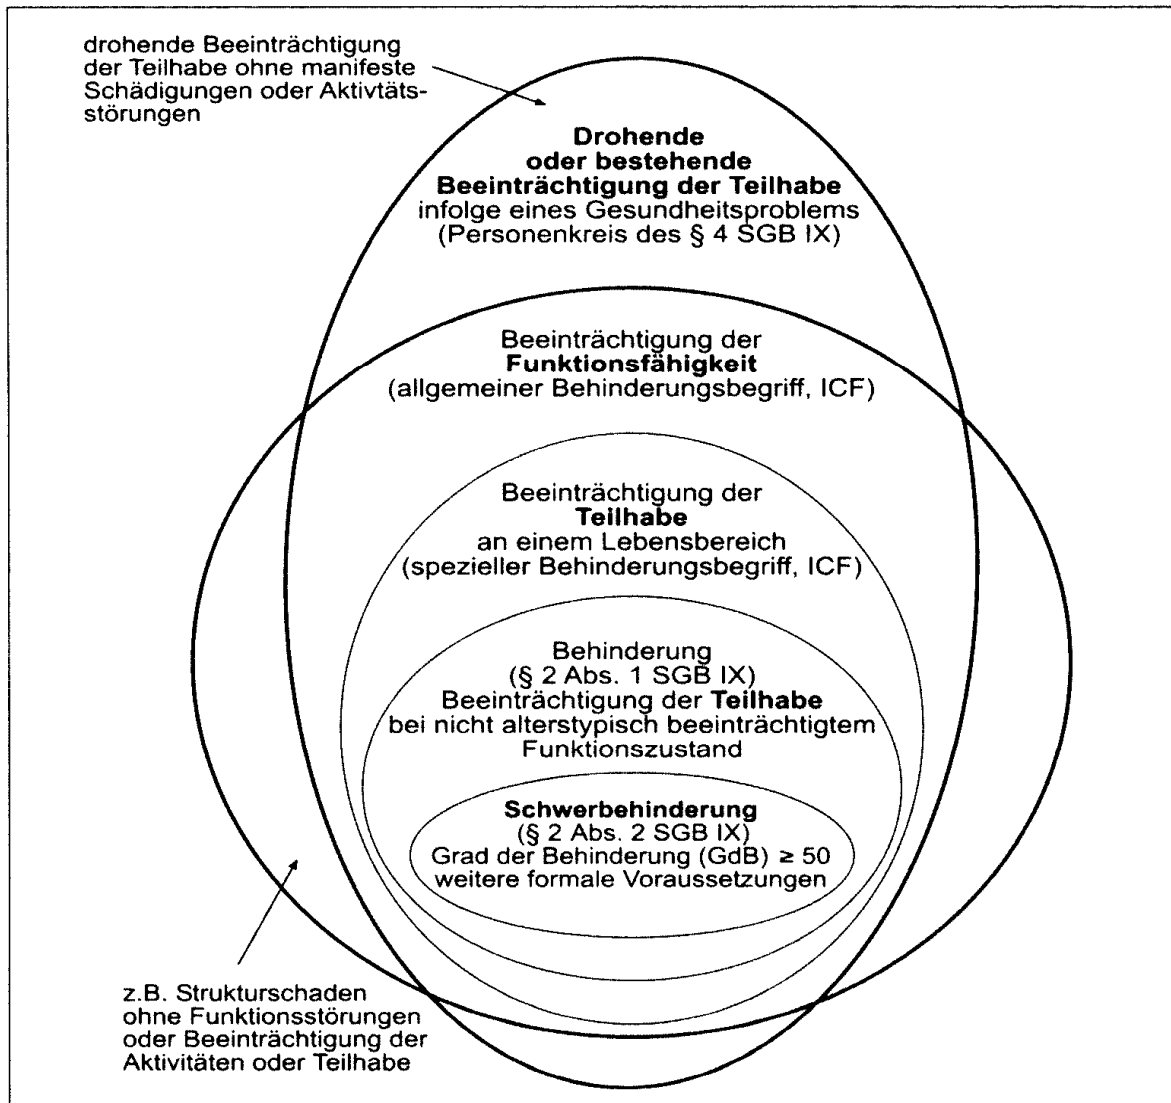 drohende Beeinträchtigung
der Teilhabe ohne manifeste
Schädigungen oder Aktivtäts-
störungen
Drohende
oder bestehende
Beeinträchtigung der Teilhabe
infolge eines Gesundheitsproblems
(Personenkreis des § 4 SGB IX)
Beeinträchtigung der
Funktionsfähigkeit
(allgemeiner Behinderungsbegriff, ICF)
Beeinträchtigung der
Teilhabe
an einem Lebensbereich
(spezieller Behinderungsbegriff, ICF)
Behinderung
(§ 2 Abs. 1 SGB IX)
Beeinträchtigung der Teilhabe
bei nicht alterstypisch beeinträchtigtem
Funktionszustand
Schwerbehinderung
(§ 2 Abs. 2 SGB IX)
Grad der Behinderung (GdB) ≥ 50
weitere formale Voraussetzungen
z.B. Strukturschaden
ohne Funktionsstörungen
oder Beeinträchtigung der
Aktivitäten oder Teilhabe